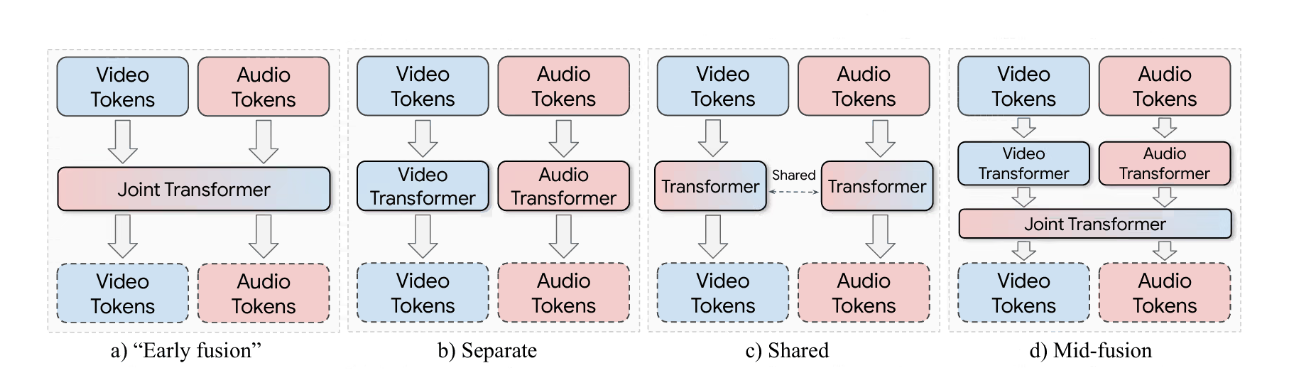 Video
Tokens
Audio
Tokens
Joint Transformer
Video
Tokens
Audio
Tokens
a) “Early fusion”
Video
Tokens
Audio
Tokens
Video
Transformer
Audio
Transformer
Video
Tokens
Audio
Tokens
b) Separate
Video
Tokens
Audio
Tokens
Transformer
Shared
Transformer
Video
Tokens
Audio
Tokens
c) Shared
Video
Tokens
Audio
Tokens
Video
Transformer
Audio
Transformer
Joint Transformer
Video
Tokens
Audio
Tokens
d) Mid-fusion